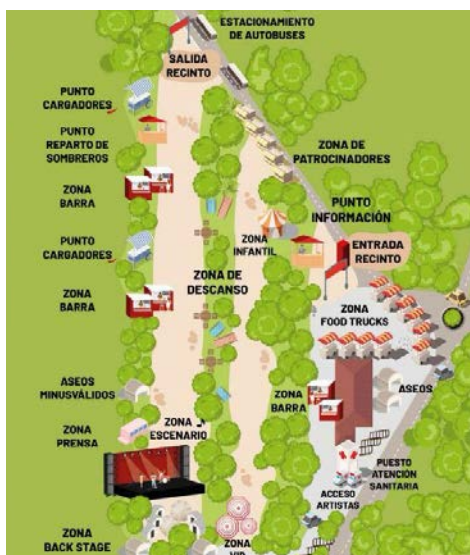 ESTACIONAMIENTO
DE AUTOBUSES
SALIDA
RECINTO
PUNTO
CARGADORES
PUNTO
REPARTO DE
SOMBREROS
ZONA DE
PATROCINADORES
ZONA
BARRA
PUNTO
INFORMACIÓN
PUNTO
CARGADORES
ZONA
INFANTIL
ENTRADA
RECINTO
ZONA DE
DESCANSO
ZONA
BARRA
ZONA
FOOD TRUCKS
ASEOS
MINUSVÁLIDOS
ZONA
BARRA
ASEOS
ZONA
PRENSA
ZONA
ESCENARIO
PUESTO
ATENCIÓN
SANITARIA
ACCESO
ARTISTAS
ZONA
BACK STAGE
ZONA
VIP